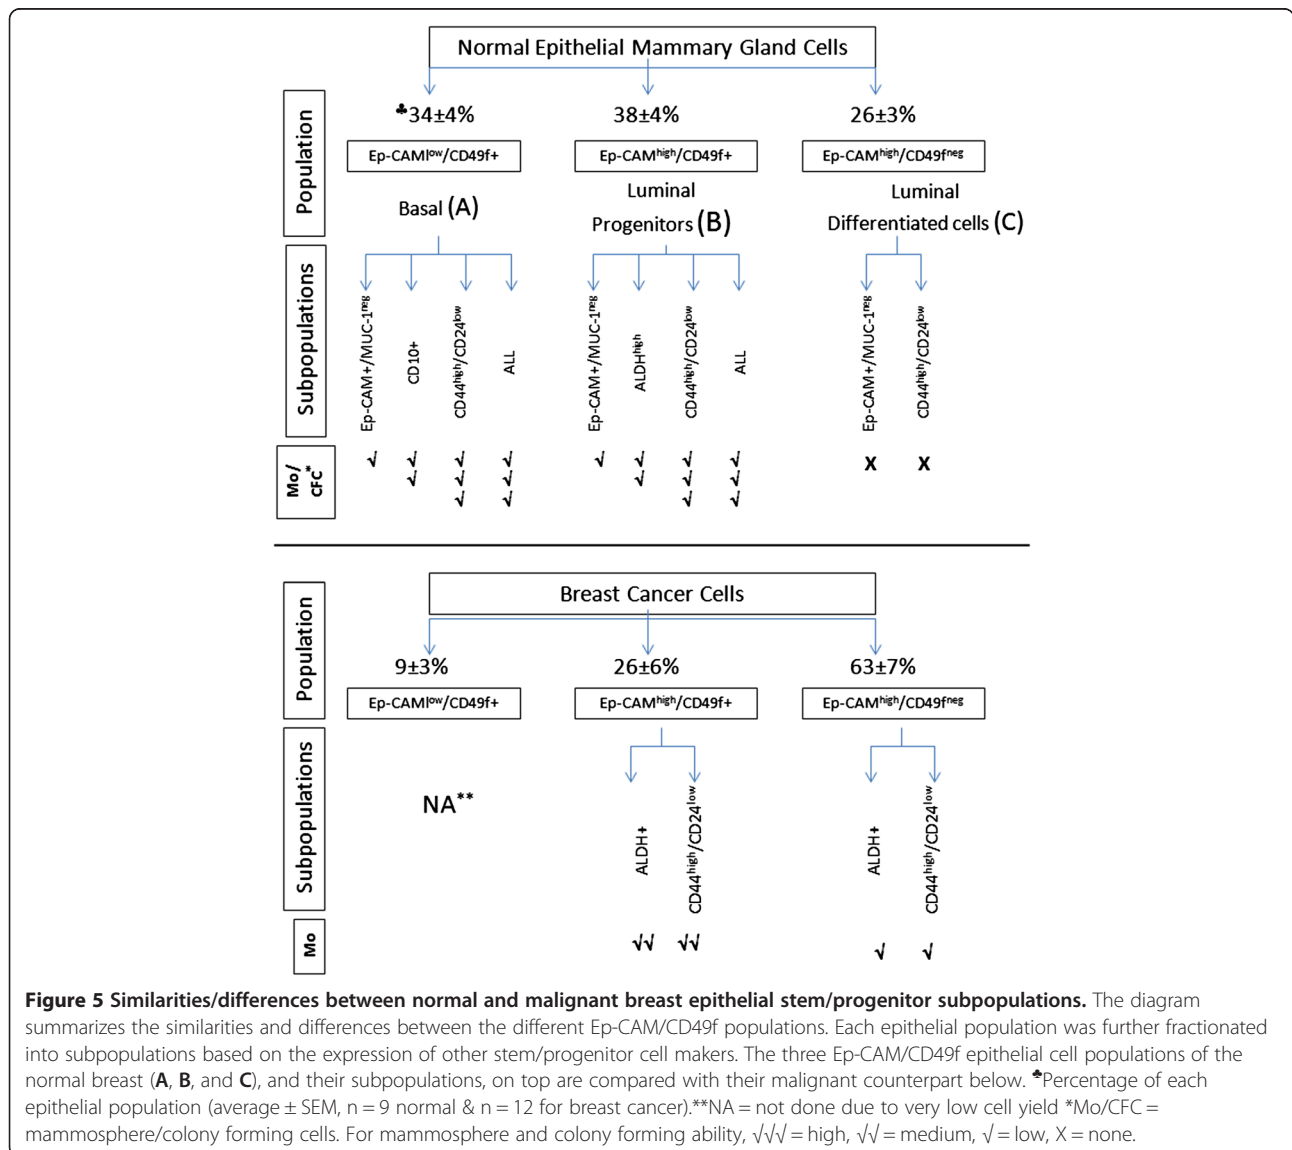 Normal Epithelial Mammary Gland Cells
Population
♣34±4%
38±4%
26±3%
Ep-CAMlow/CD49f+
Ep-CAMhigh/CD49f+
Ep-CAMhigh/CD49fneg
Basal (A)
Luminal
Progenitors (B)
Luminal
Differentiated cells (C)
Subpopulations
Ep-CAM+/MUC-1neg
CD10+
CD44high/CD24low
ALL
Ep-CAM+/MUC-1neg
ALDHhigh
CD44high/CD24low
ALL
Ep-CAM+/MUC-1neg
CD44high/CD24low
Mo/
CFC*
√ √√ √√√ √√√
√ √√ √√√ √√√
X X
Breast Cancer Cells
Population
9±3%
26±6%
63±7%
Ep-CAMlow/CD49f+
Ep-CAMhigh/CD49f+
Ep-CAMhigh/CD49fneg
Subpopulations
NA**
ALDH+
CD44high/CD24low
ALDH+
CD44high/CD24low
Mo
√√ √√
√ √
Figure 5 Similarities/differences between normal and malignant breast epithelial stem/progenitor subpopulations. The diagram
summarizes the similarities and differences between the different Ep-CAM/CD49f populations. Each epithelial population was further fractionated
into subpopulations based on the expression of other stem/progenitor cell makers. The three Ep-CAM/CD49f epithelial cell populations of the
normal breast (A, B, and C), and their subpopulations, on top are compared with their malignant counterpart below. ♣Percentage of each
epithelial population (average ± SEM, n = 9 normal & n = 12 for breast cancer).**NA = not done due to very low cell yield *Mo/CFC =
mammosphere/colony forming cells. For mammosphere and colony forming ability, √√√ = high, √√ = medium, √ = low, X = none.